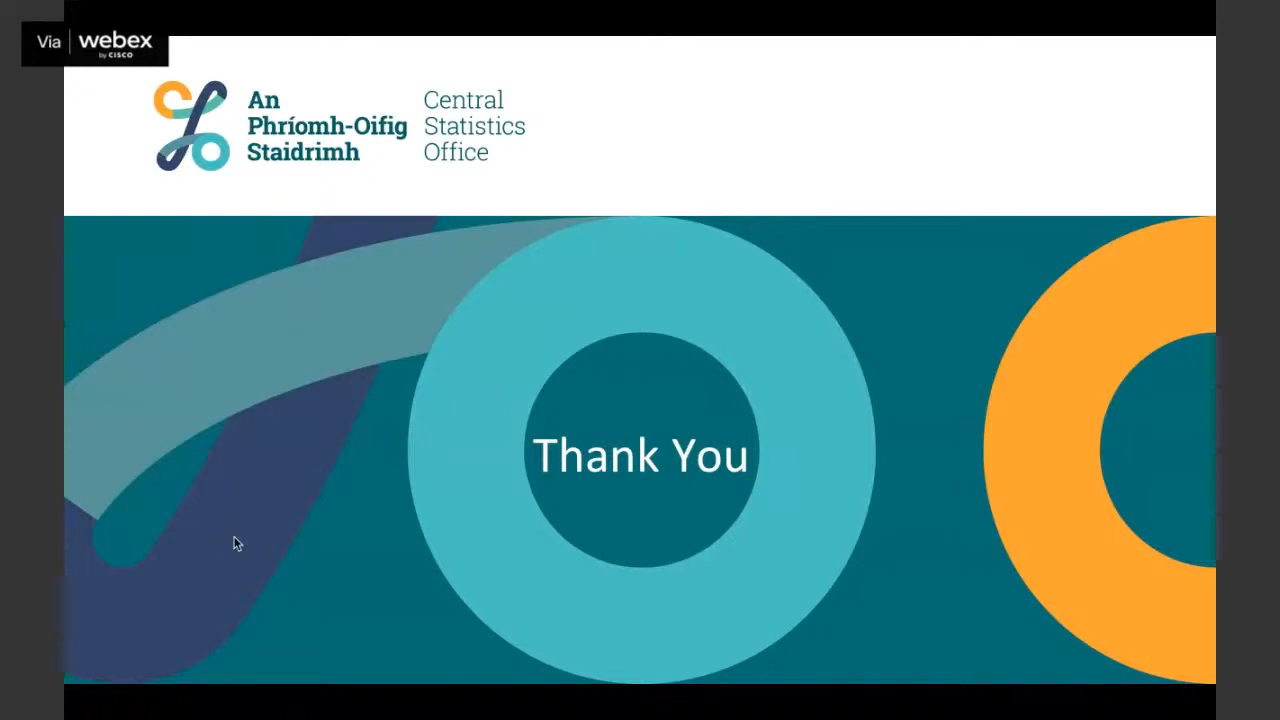 Via webex
by CISCO
An
Phríomh-Oifig
Staidrimh
Central
Statistics
Office
Thank You